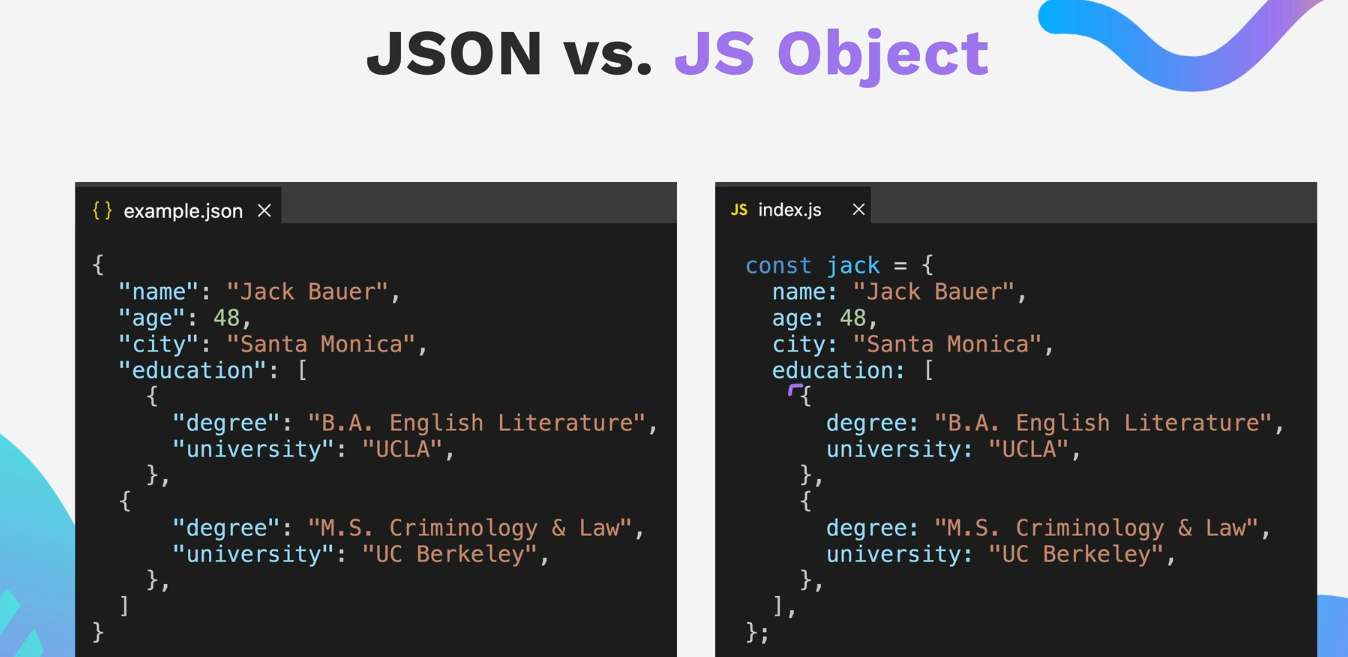 JSON vs. JS Object
{ } example.json ×
{
  "name": "Jack Bauer",
  "age": 48,
  "city": "Santa Monica",
  "education": [
    {
      "degree": "B.A. English Literature",
      "university": "UCLA",
    },
  {
      "degree": "M.S. Criminology & Law",
      "university": "UC Berkeley",
    },
  ]
}
JS index.js ×
const jack = {
  name: "Jack Bauer",
  age: 48,
  city: "Santa Monica",
  education: [
    {
      degree: "B.A. English Literature",
      university: "UCLA",
    },
    {
      degree: "M.S. Criminology & Law",
      university: "UC Berkeley",
    },
  ],
};